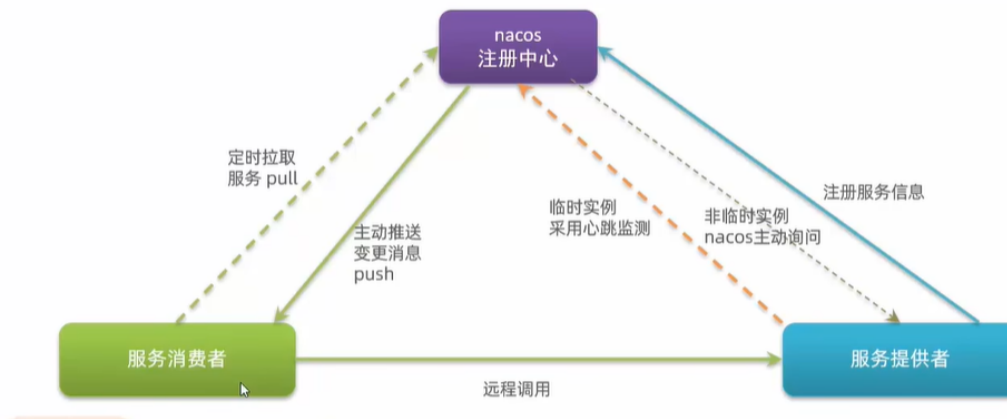 nacos
注册中心
定时拉取
服务 pull
主动推送
变更消息
push
临时实例
采用心跳监测
非临时实例
nacos主动询问
注册服务信息
服务消费者
服务提供者
远程调用